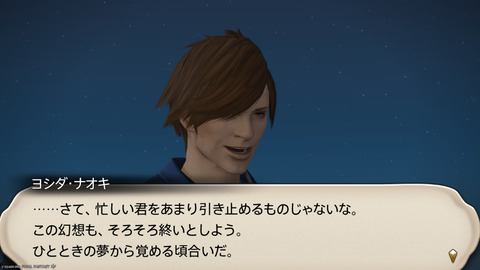 ヨシダ・ナオキ
……さて、忙しい君をあまり引き止めるものじゃないな。
この幻想も、そろそろ終いとしよう。
ひとときの夢から覚める頃合いだ。